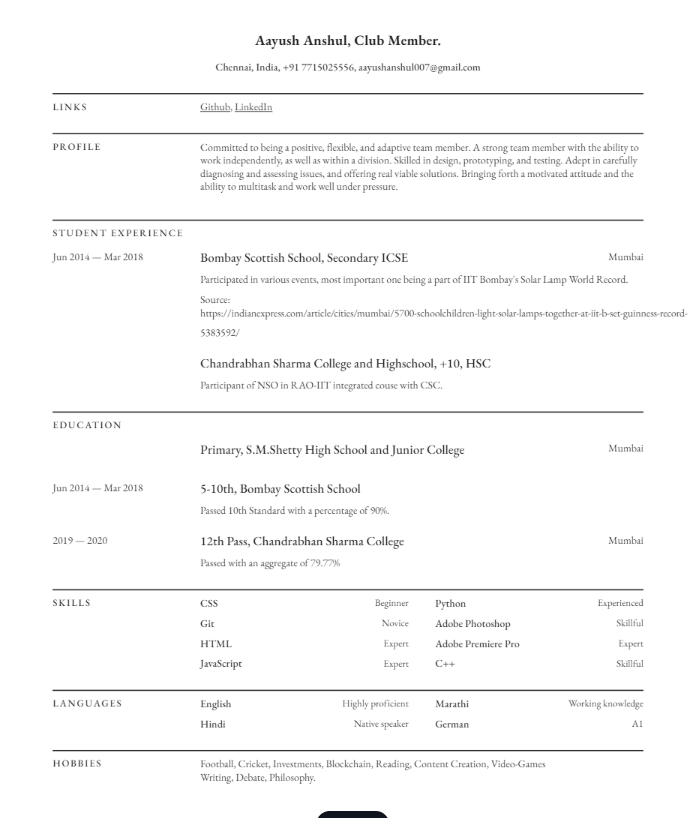 Aayush Anshul, Club Member.
Chennai, India, +91 7715025556, aayushanshul007@gmail.com
LINKS
Github, LinkedIn
PROFILE
Committed to being a positive, flexible, and adaptive team member. A strong team member with the ability to
work independently, as well as within a division. Skilled in design, prototyping, and testing. Adept in carefully
diagnosing and assessing issues, and offering real viable solutions. Bringing forth a motivated attitude and the
ability to multitask and work well under pressure.
STUDENT EXPERIENCE
Jun 2014 — Mar 2018 Bombay Scottish School, Secondary ICSE Mumbai
Participated in various events, most important one being a part of IIT Bombay's Solar Lamp World Record.
Source:
https://indianexpress.com/article/cities/mumbai/5700-schoolchildren-light-solar-lamps-together-at-iit-b-set-guinness-record-
5383592/
Chandrabhan Sharma College and Highschool, +10, HSC
Participant of NSO in RAO-IIT integrated couse with CSC.
EDUCATION
Primary, S.M.Shetty High School and Junior College Mumbai
Jun 2014 — Mar 2018 5-10th, Bombay Scottish School
Passed 10th Standard with a percentage of 90%.
2019 — 2020 12th Pass, Chandrabhan Sharma College Mumbai
Passed with an aggregate of 79.77%
SKILLS
CSS Beginner Python Experienced
Git Novice Adobe Photoshop Skillful
HTML Expert Adobe Premiere Pro Expert
JavaScript Expert C++ Skillful
LANGUAGES
English Highly proficient Marathi Working knowledge
Hindi Native speaker German A1
HOBBIES
Football, Cricket, Investments, Blockchain, Reading, Content Creation, Video-Games
Writing, Debate, Philosophy.